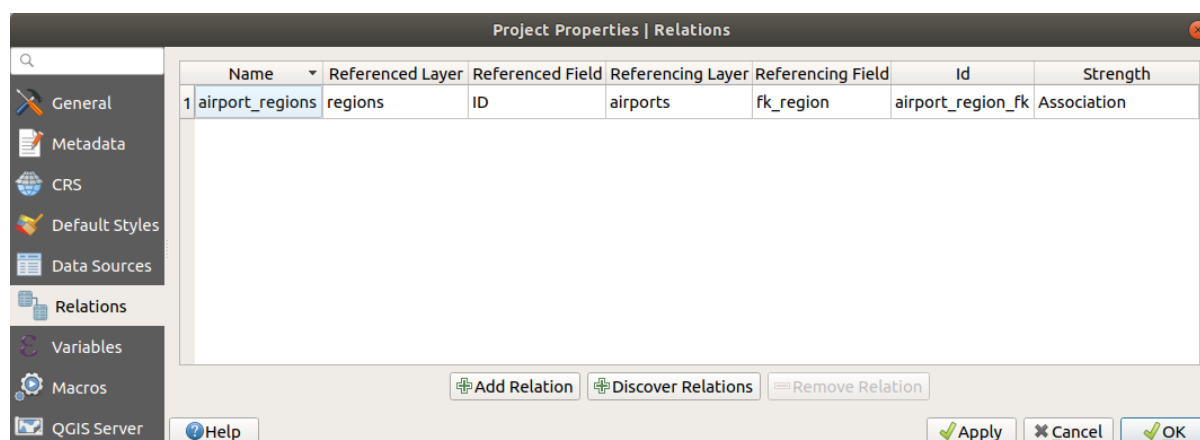 Project Properties | Relations
General
Metadata
CRS
Default Styles
Data Sources
Relations
Variables
Macros
QGIS Server
Name Referenced Layer Referenced Field Referencing Layer Referencing Field Id Strength
1 airport_regions regions ID airports fk_region airport_region_fk Association
Add Relation Discover Relations Remove Relation
Help Apply Cancel OK